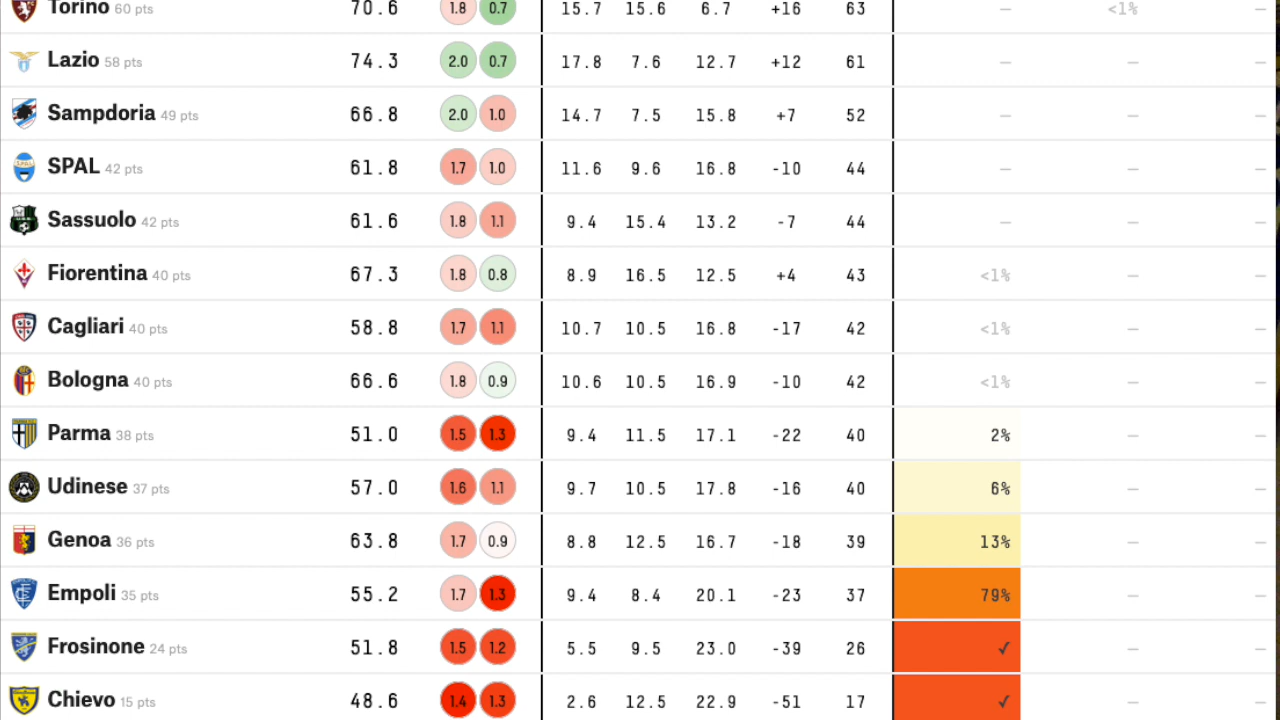 Torino 60 pts 70.6 1.8 0.7 15.7 15.6 6.7 +16 63 — <1% —
Lazio 58 pts 74.3 2.0 0.7 17.8 7.6 12.7 +12 61 — — —
Sampdoria 49 pts 66.8 2.0 1.0 14.7 7.5 15.8 +7 52 — — —
SPAL 42 pts 61.8 1.7 1.0 11.6 9.6 16.8 -10 44 — — —
Sassuolo 42 pts 61.6 1.8 1.1 9.4 15.4 13.2 -7 44 — — —
Fiorentina 40 pts 67.3 1.8 0.8 8.9 16.5 12.5 +4 43 <1% — —
Cagliari 40 pts 58.8 1.7 1.1 10.7 10.5 16.8 -17 42 <1% — —
Bologna 40 pts 66.6 1.8 0.9 10.6 10.5 16.9 -10 42 <1% — —
Parma 38 pts 51.0 1.5 1.3 9.4 11.5 17.1 -22 40 2% — —
Udinese 37 pts 57.0 1.6 1.1 9.7 10.5 17.8 -16 40 6% — —
Genoa 36 pts 63.8 1.7 0.9 8.8 12.5 16.7 -18 39 13% — —
Empoli 35 pts 55.2 1.7 1.3 9.4 8.4 20.1 -23 37 79% — —
Frosinone 24 pts 51.8 1.5 1.2 5.5 9.5 23.0 -39 26 ✓ — —
Chievo 15 pts 48.6 1.4 1.3 2.6 12.5 22.9 -51 17 ✓ — —